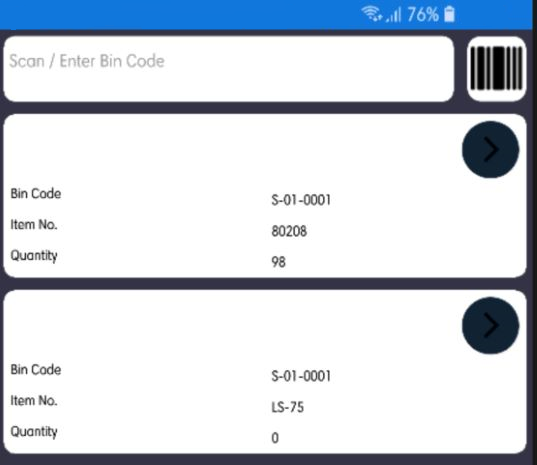 76%
Scan / Enter Bin Code
Bin Code S-01-0001
Item No. 80208
Quantity 98
Bin Code S-01-0001
Item No. LS-75
Quantity 0